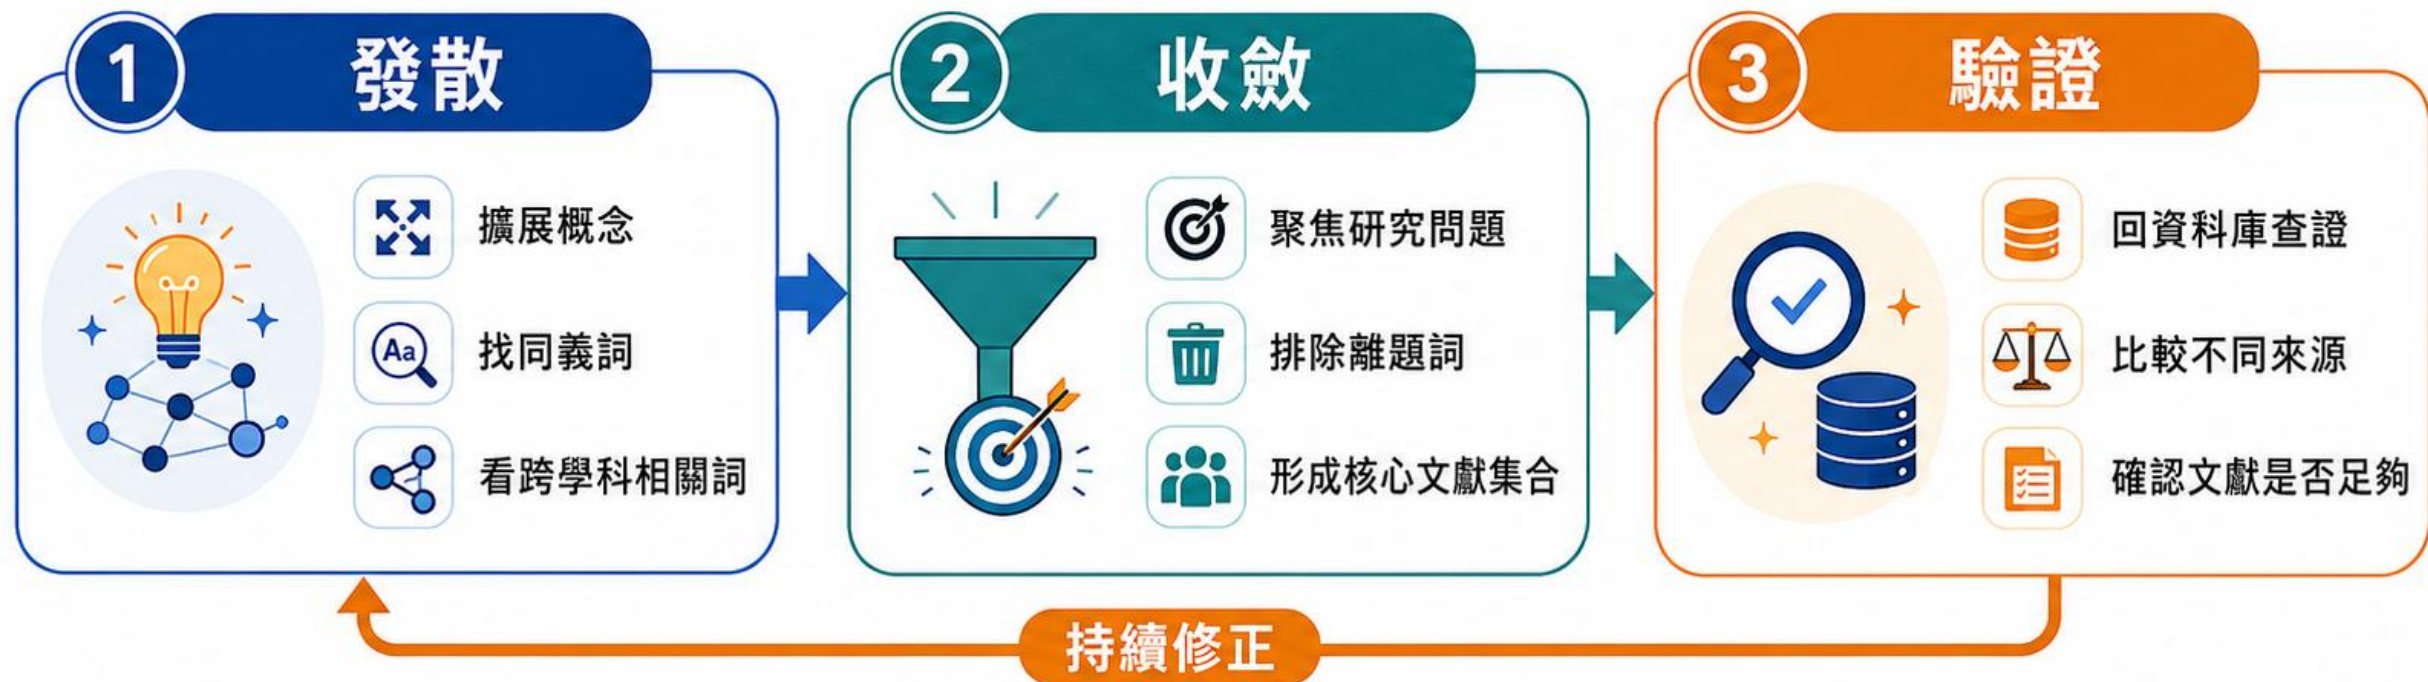 1
發散
擴展概念
Aa
找同義詞
看跨學科相關詞
2
收斂
聚焦研究問題
排除離題詞
形成核心文獻集合
3
驗證
回資料庫查證
比較不同來源
確認文獻是否足夠
持續修正